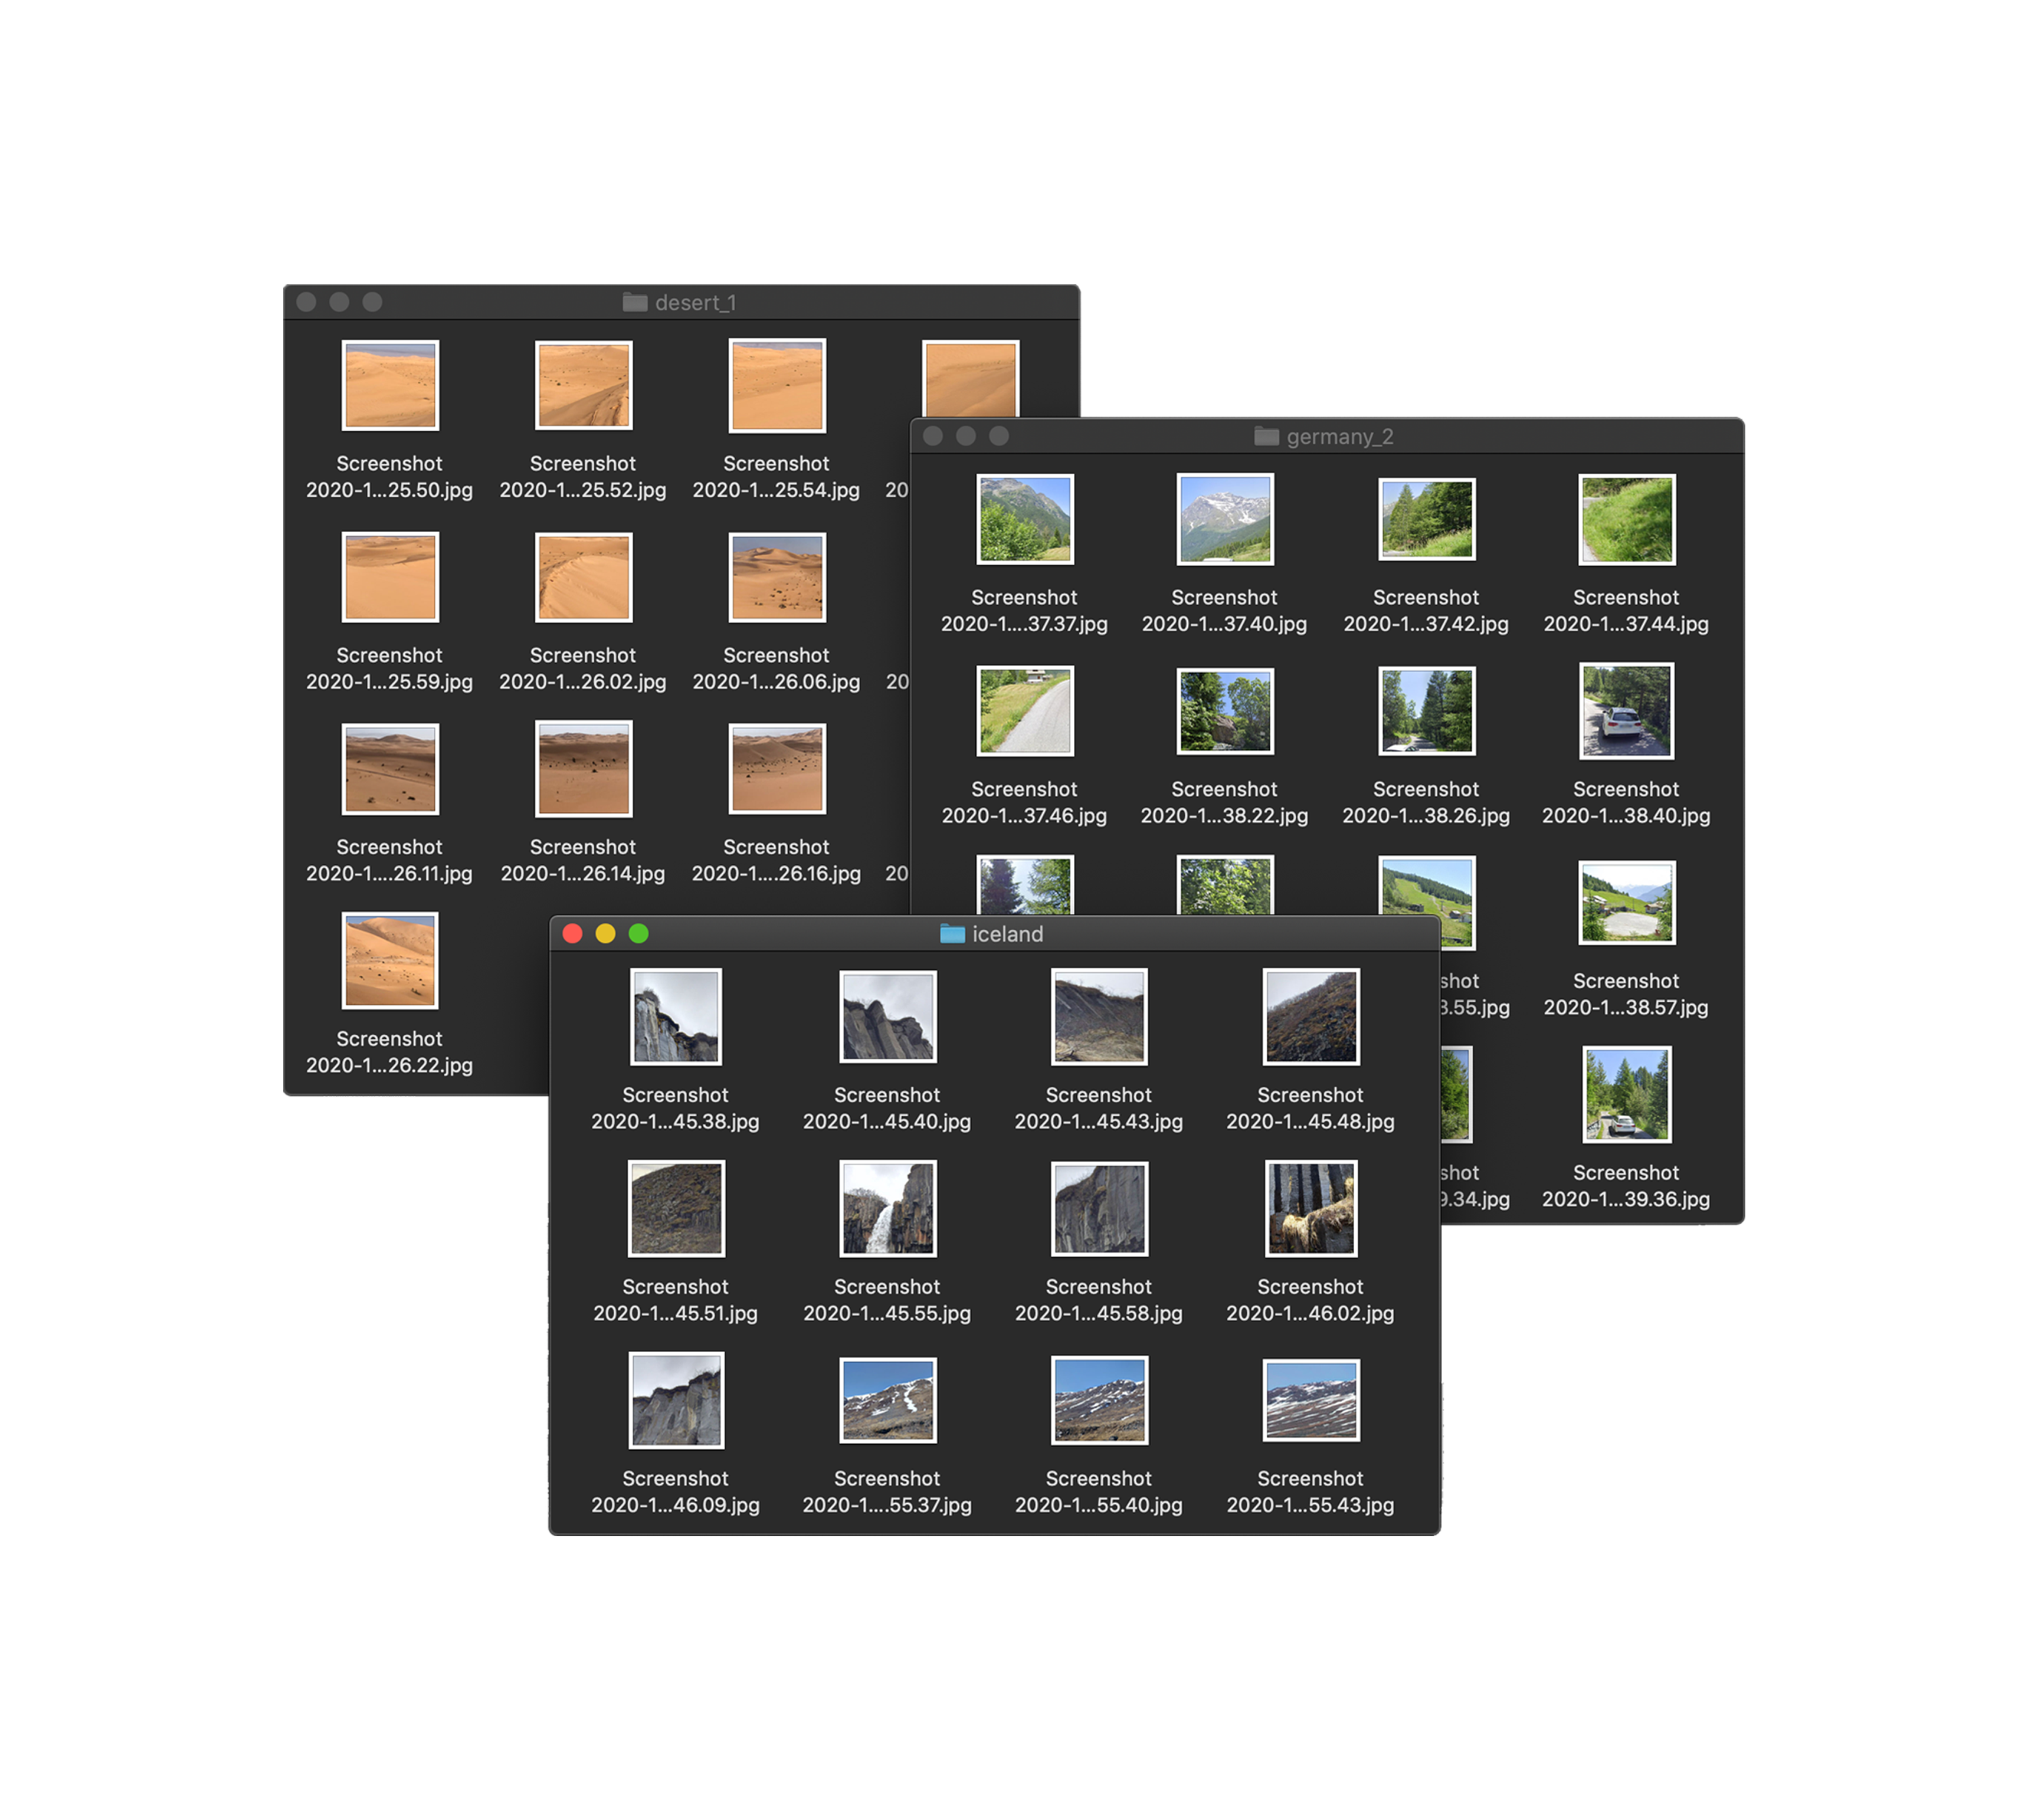 desert_1
Screenshot
2020-1...25.50.jpg
Screenshot
2020-1...25.52.jpg
Screenshot
2020-1...25.54.jpg
20
Screenshot
2020-1...25.59.jpg
Screenshot
2020-1...26.02.jpg
Screenshot
2020-1...26.06.jpg
20
Screenshot
2020-1....26.11.jpg
Screenshot
2020-1...26.14.jpg
Screenshot
2020-1....26.16.jpg
20
Screenshot
2020-1...26.22.jpg
germany_2
Screenshot
2020-1....37.37.jpg
Screenshot
2020-1...37.40.jpg
Screenshot
2020-1...37.42.jpg
Screenshot
2020-1...37.44.jpg
Screenshot
2020-1...37.46.jpg
Screenshot
2020-1...38.22.jpg
Screenshot
2020-1...38.26.jpg
Screenshot
2020-1...38.40.jpg
shot
.55.jpg
Screenshot
2020-1...38.57.jpg
shot
.34.jpg
Screenshot
2020-1...39.36.jpg
iceland
Screenshot
2020-1...45.38.jpg
Screenshot
2020-1...45.40.jpg
Screenshot
2020-1...45.43.jpg
Screenshot
2020-1...45.48.jpg
Screenshot
2020-1...45.51.jpg
Screenshot
2020-1...45.55.jpg
Screenshot
2020-1...45.58.jpg
Screenshot
2020-1...46.02.jpg
Screenshot
2020-1...46.09.jpg
Screenshot
2020-1....55.37.jpg
Screenshot
2020-1...55.40.jpg
Screenshot
2020-1...55.43.jpg